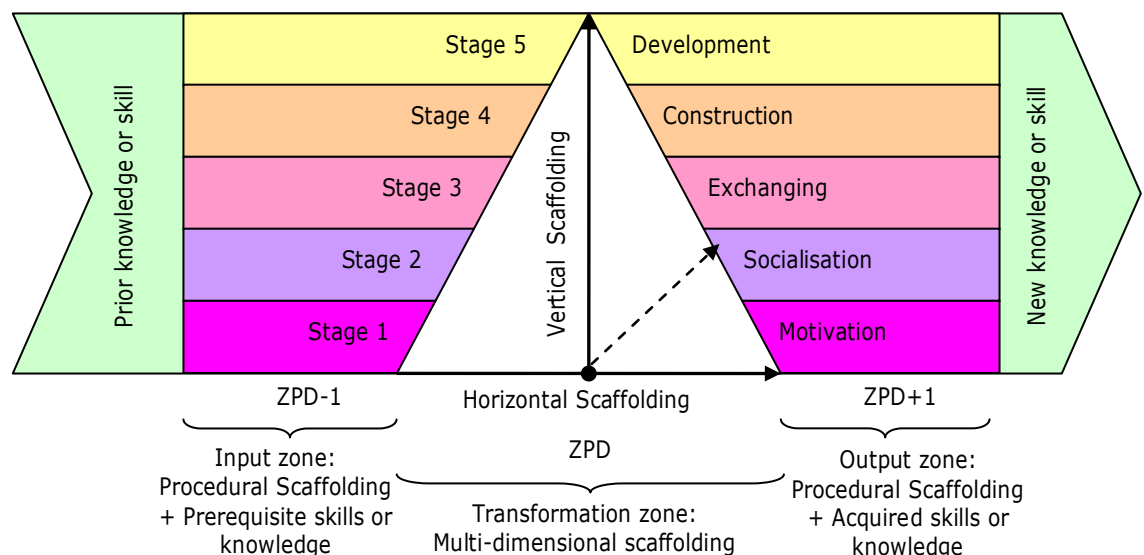 Prior knowledge or skill
Stage 5
Development
Stage 4
Construction
Stage 3
Exchanging
Stage 2
Socialisation
Stage 1
Motivation
Vertical Scaffolding
New knowledge or skill
ZPD-1
Horizontal Scaffolding
ZPD+1
Input zone:
Procedural Scaffolding
+ Prerequisite skills or
knowledge
ZPD
Transformation zone:
Multi-dimensional scaffolding
Output zone:
Procedural Scaffolding
+ Acquired skills or
knowledge